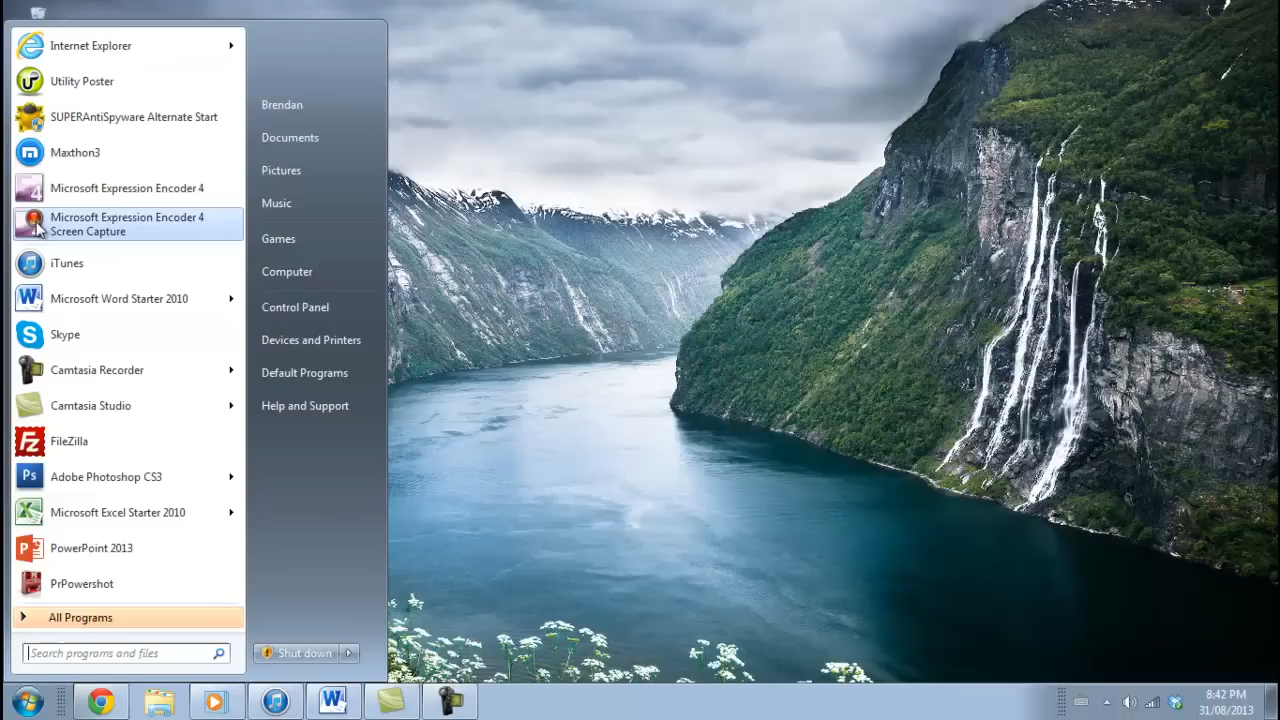 Internet Explorer
Utility Poster
SUPERAntiSpyware Alternate Start
Maxthon3
Microsoft Expression Encoder 4
Microsoft Expression Encoder 4
Screen Capture
iTunes
Microsoft Word Starter 2010
Skype
Camtasia Recorder
Camtasia Studio
FileZilla
Adobe Photoshop CS3
Microsoft Excel Starter 2010
PowerPoint 2013
PrPowershot
All Programs
Search programs and files
Brendan
Documents
Pictures
Music
Games
Computer
Control Panel
Devices and Printers
Default Programs
Help and Support
Shut down
8:42 PM
31/08/2013